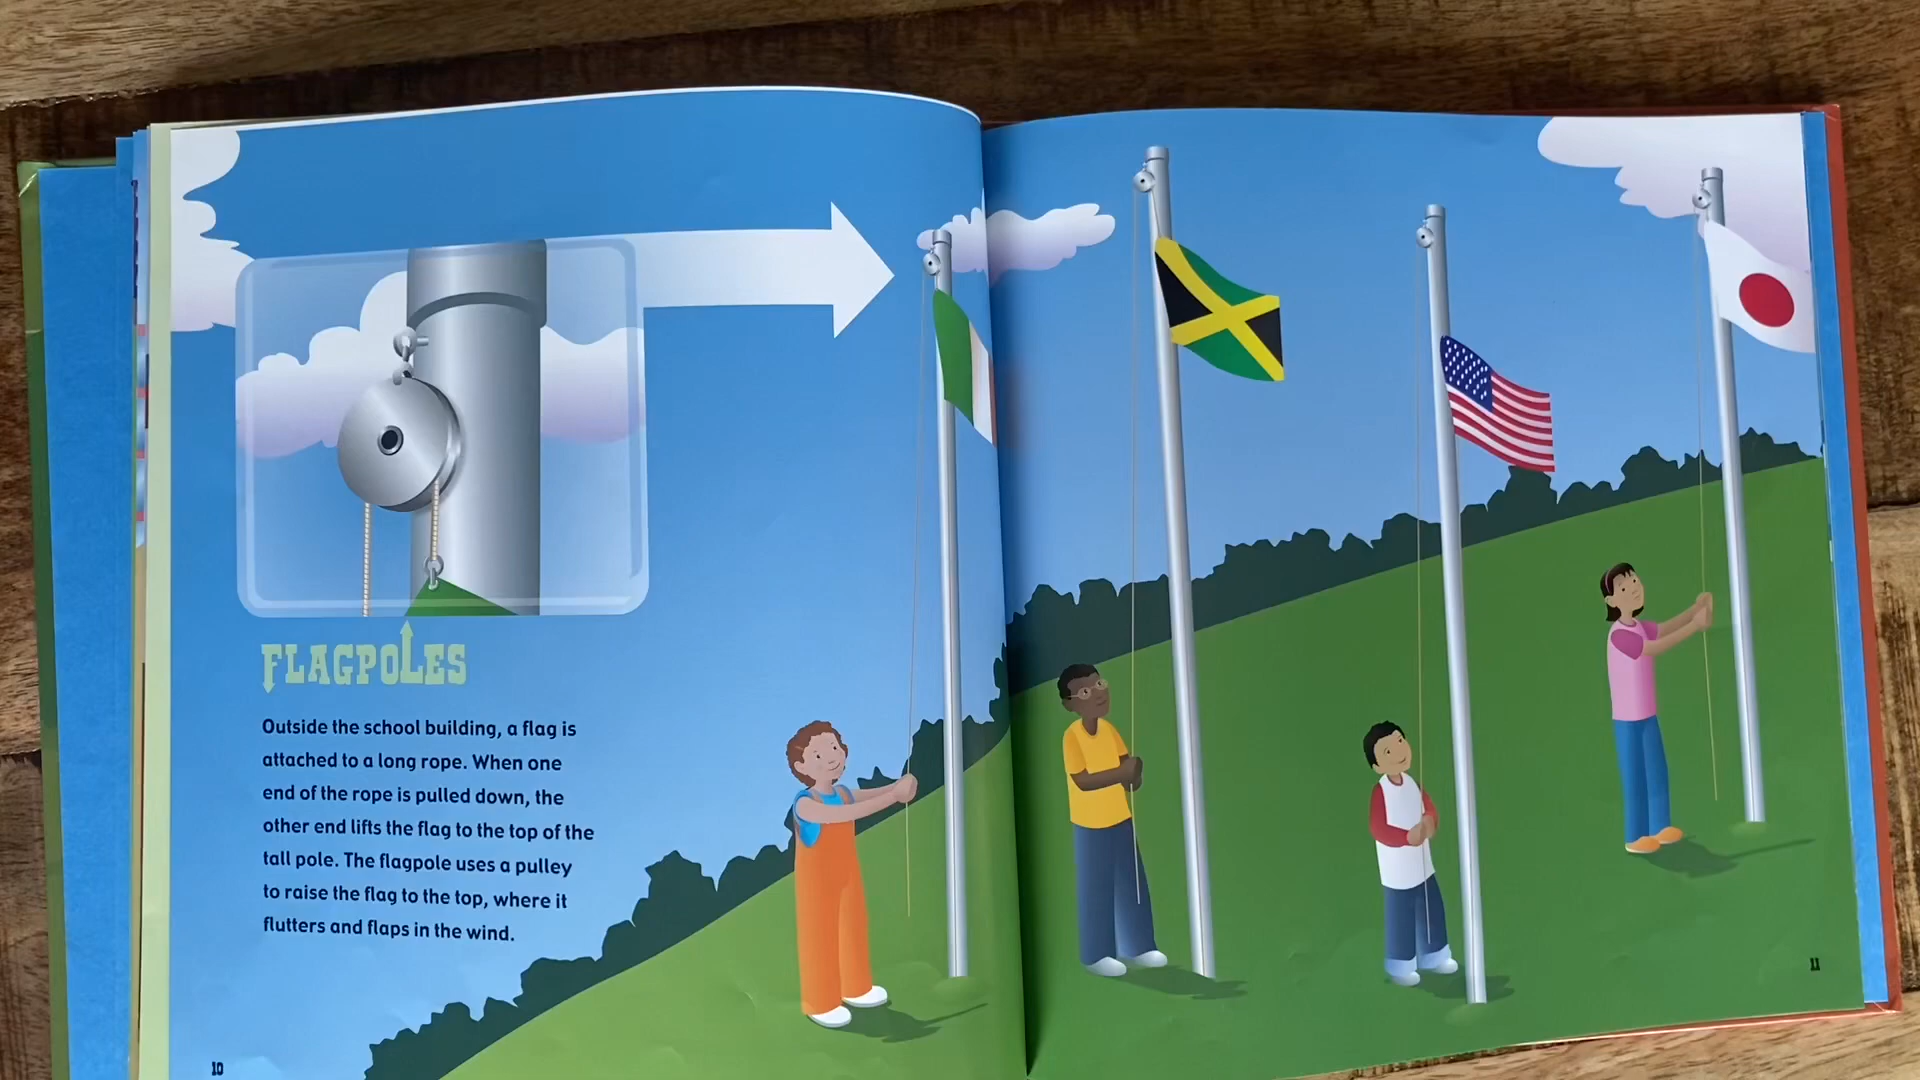 FLAGPOLES
Outside the school building, a flag is
attached to a long rope. When one
end of the rope is pulled down, the
other end lifts the flag to the top of the
tall pole. The flagpole uses a pulley
to raise the flag to the top, where it
flutters and flaps in the wind.
10
11